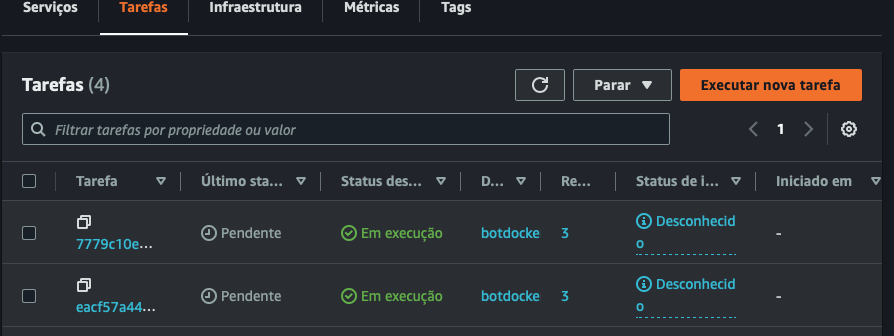 Serviços Tarefas Infraestrutura Métricas Tags
Tarefas (4) Parar Executar nova tarefa
Filtrar tarefas por propriedade ou valor 1
Tarefa Último sta... Status des... D... Re... Status de i... Iniciado em
7779c10e... Pendente Em execução botdocke 3 Desconhecid
o -
eacf57a44... Pendente Em execução botdocke 3 Desconhecid
o -